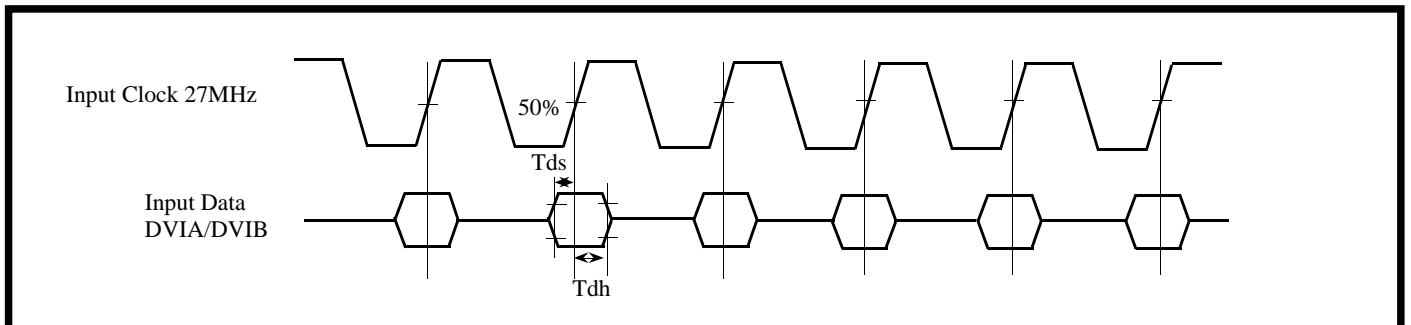 Input Clock 27MHz
50%
Tds
Input Data
DVIA/DVIB
Tdh